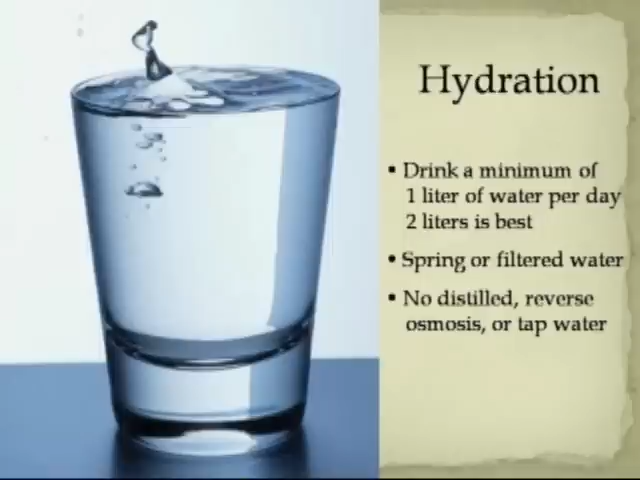 Hydration
• Drink a minimum of
1 liter of water per day
2 liters is best
• Spring or filtered water
• No distilled, reverse
osmosis, or tap water